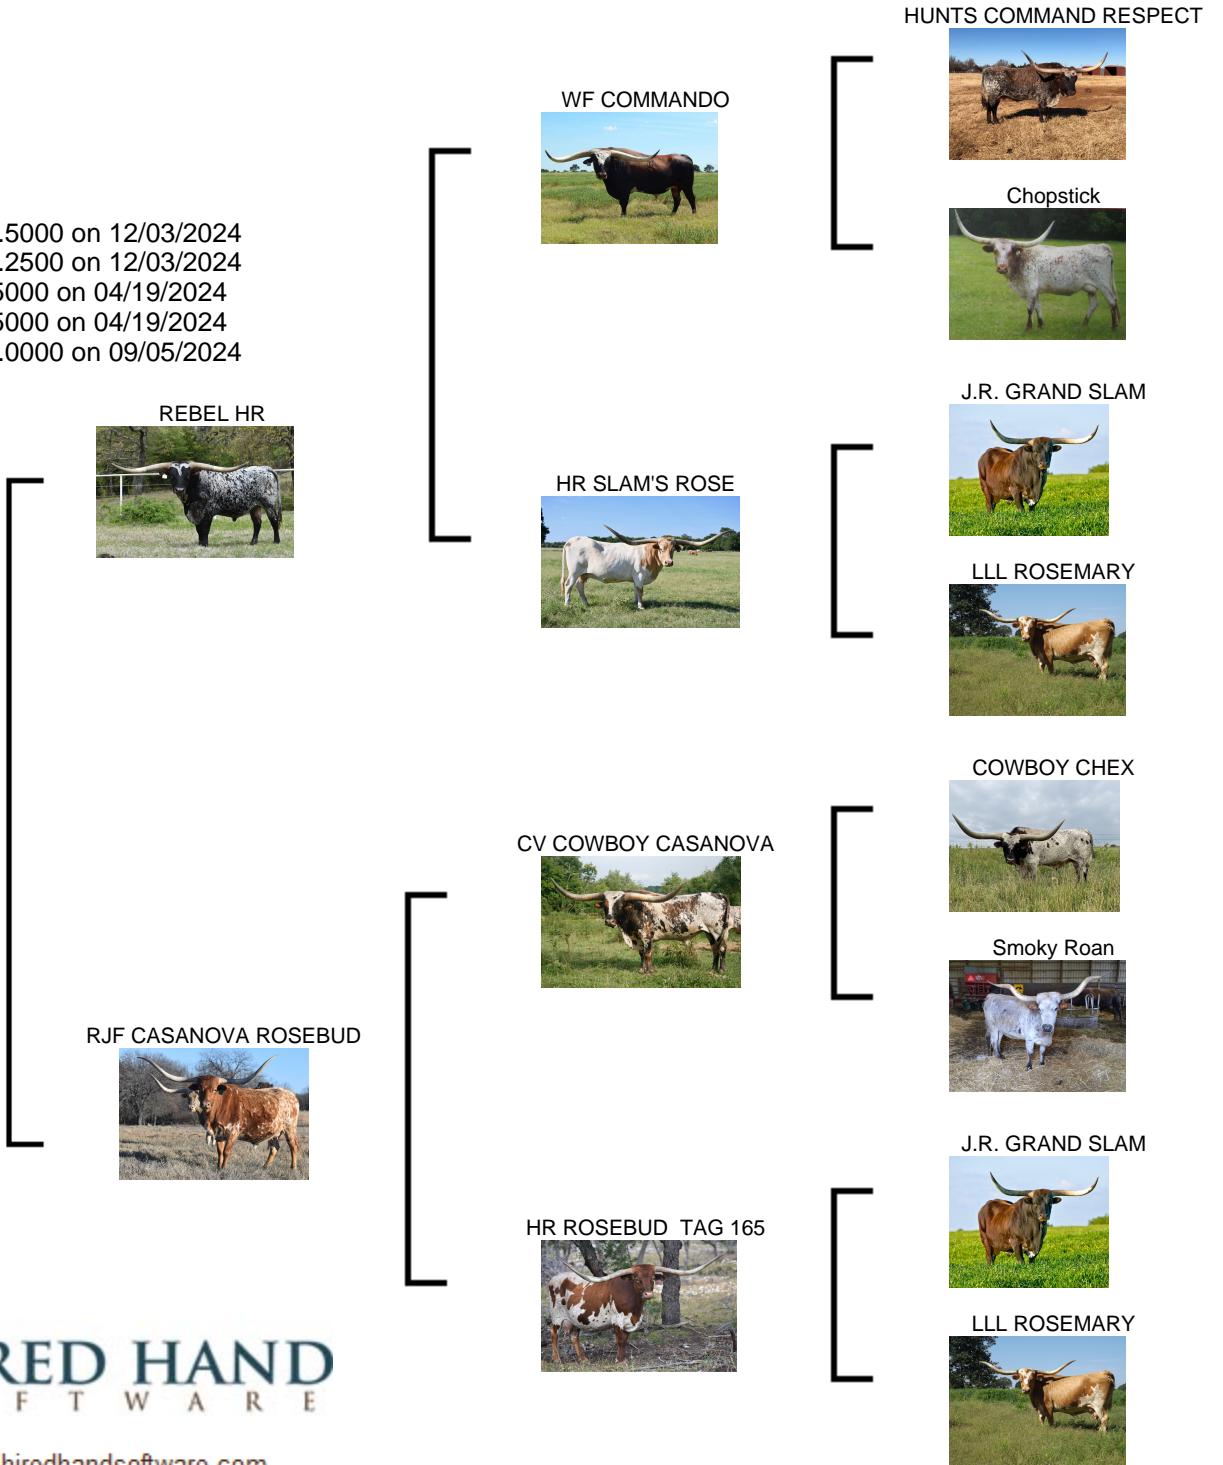 HUNTS COMMAND RESPECT
WF COMMANDO
Chopstick
.5000 on 12/03/2024
.2500 on 12/03/2024
5000 on 04/19/2024
5000 on 04/19/2024
.0000 on 09/05/2024
J.R. GRAND SLAM
REBEL HR
HR SLAM'S ROSE
LLL ROSEMARY
COWBOY CHEX
CV COWBOY CASANOVA
Smoky Roan
RJF CASANOVA ROSEBUD
J.R. GRAND SLAM
HR ROSEBUD TAG 165
LLL ROSEMARY
RED HAND
F T W A R E
hiredhandsoftware.com